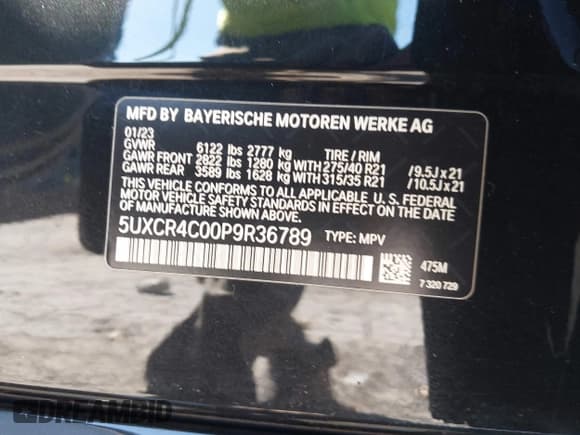 MFD BY BAYERISCHE MOTOREN WERKE AG
01/23
GVWR 6122 lbs 2777 kg TIRE / RIM
GAWR FRONT 2822 lbs 1280 kg WITH 275/40 R21 /9.5J x 21
GAWR REAR 3589 lbs 1628 kg WITH 315/35 R21 /10.5J x 21
THIS VEHICLE CONFORMS TO ALL APPLICABLE U. S. FEDERAL
MOTOR VEHICLE SAFETY STANDARDS IN EFFECT ON THE DATE
OF MANUFACTURE SHOWN ABOVE.
5UXCR4C00P9R36789 TYPE: MPV
475M
7 320 729
DREAMBID